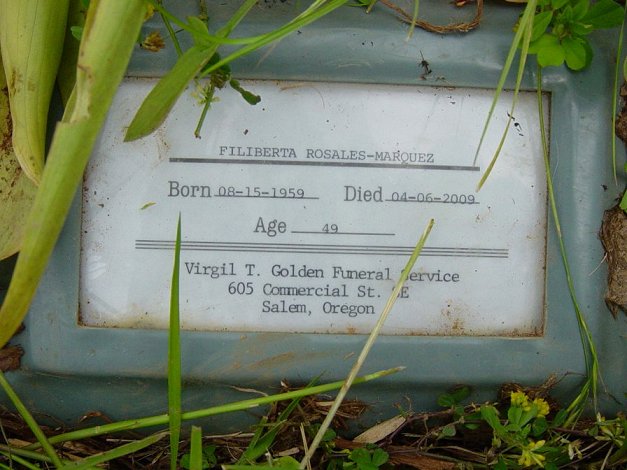 FILIBERTA ROSALES-MARQUEZ
Born 08-15-1959 Died 04-06-2009
Age 49
Virgil T. Golden Funeral Service
605 Commercial St. SE
Salem, Oregon